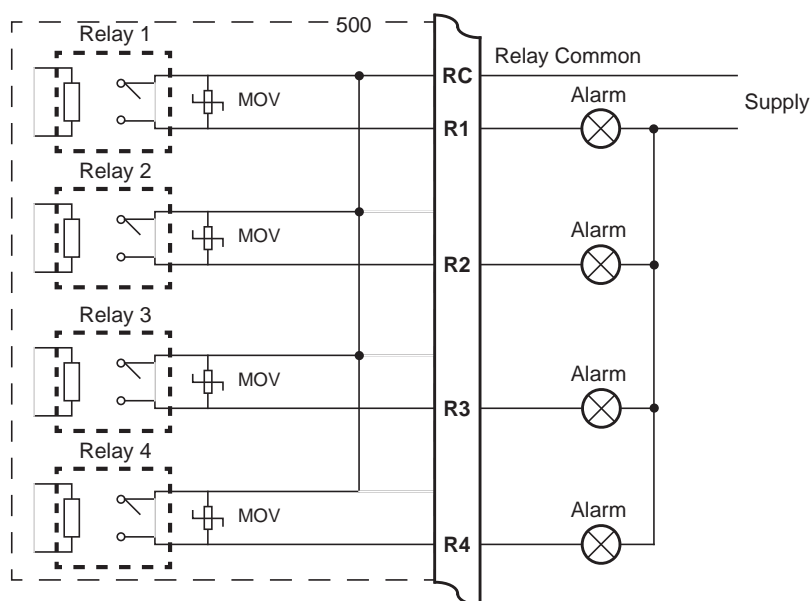 500
Relay 1
MOV
RC
Relay Common
Alarm
Supply
R1
Relay 2
MOV
Alarm
R2
Relay 3
MOV
Alarm
R3
Relay 4
MOV
Alarm
R4